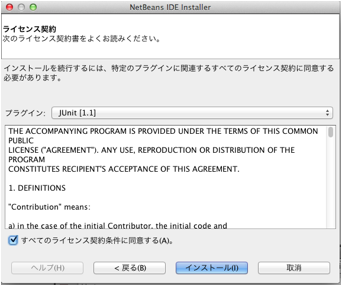 NetBeans IDE Installer
ライセンス契約
次のライセンス契約書をよくお読みください。
インストールを続行するには、特定のプラグインに関連するすべてのライセンス契約に同意する
必要があります。
プラグイン: JUnit [1.1]
THE ACCOMPANYING PROGRAM IS PROVIDED UNDER THE TERMS OF THIS COMMON
PUBLIC
LICENSE ("AGREEMENT"). ANY USE, REPRODUCTION OR DISTRIBUTION OF THE
PROGRAM
CONSTITUTES RECIPIENT'S ACCEPTANCE OF THIS AGREEMENT.
1. DEFINITIONS
"Contribution" means:
a) in the case of the initial Contributor, the initial code and
すべてのライセンス契約条件に同意する(A)。
ヘルプ(H) < 戻る(B) インストール(I) 取消